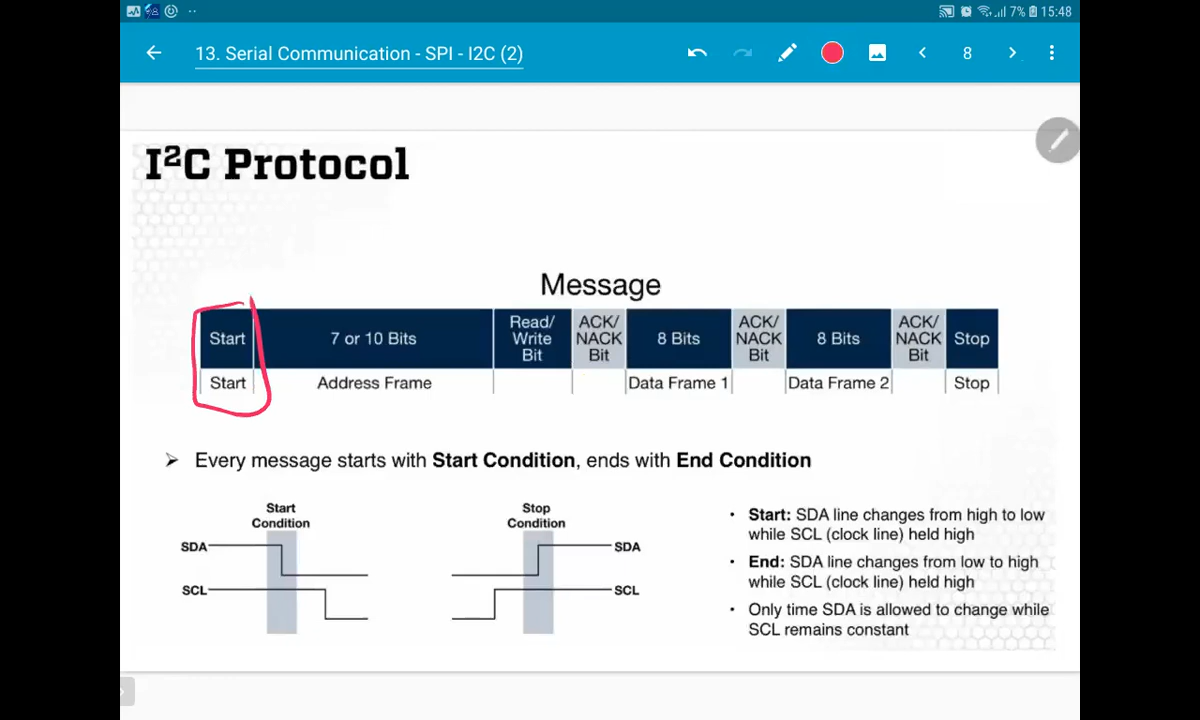 7% 15:48
13. Serial Communication - SPI - I2C (2)
8
I²C Protocol
Message
Start
7 or 10 Bits
Read/
Write
Bit
ACK/
NACK
Bit
8 Bits
ACK/
NACK
Bit
8 Bits
ACK/
NACK
Bit
Stop
Start
Address Frame
Data Frame 1
Data Frame 2
Stop
➤ Every message starts with Start Condition, ends with End Condition
Start
Condition
SDA
SCL
Stop
Condition
SDA
SCL
• Start: SDA line changes from high to low
while SCL (clock line) held high
• End: SDA line changes from low to high
while SCL (clock line) held high
• Only time SDA is allowed to change while
SCL remains constant